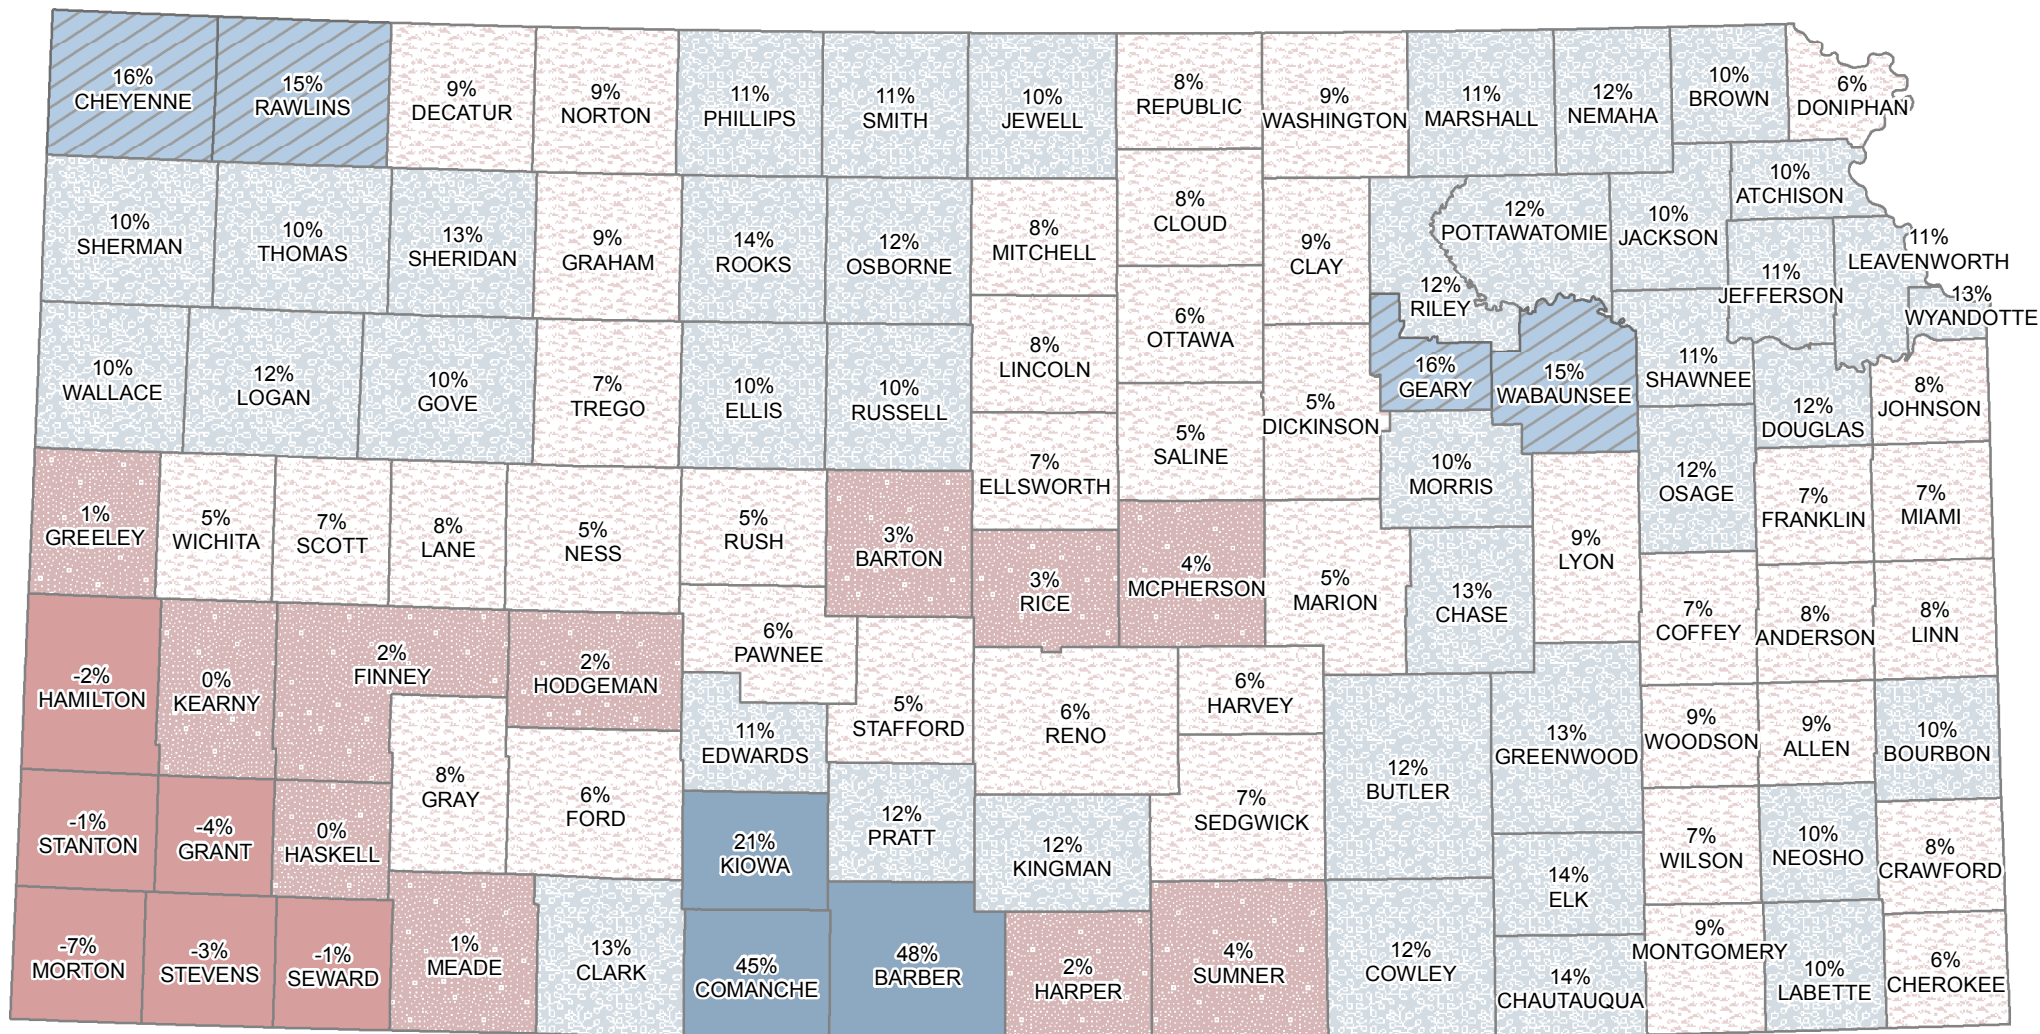 16%
CHEYENNE
15%
RAWLINS
9%
DECATUR
9%
NORTON
11%
PHILLIPS
11%
SMITH
10%
JEWELL
8%
REPUBLIC
9%
WASHINGTON
11%
MARSHALL
12%
NEMAHA
10%
BROWN
6%
DONIPHAN
10%
ATCHISON
10%
SHERMAN
10%
THOMAS
13%
SHERIDAN
9%
GRAHAM
14%
ROOKS
12%
OSBORNE
8%
MITCHELL
8%
CLOUD
9%
CLAY
12%
RILEY
12%
POTTAWATOMIE
10%
JACKSON
11%
JEFFERSON
11%
LEAVENWORTH
13%
WYANDOTTE
10%
WALLACE
12%
LOGAN
10%
GOVE
7%
TREGO
10%
ELLIS
10%
RUSSELL
8%
LINCOLN
6%
OTTAWA
5%
DICKINSON
16%
GEARY
15%
WABAUNSEE
11%
SHAWNEE
12%
DOUGLAS
8%
JOHNSON
5%
SALINE
7%
ELLSWORTH
10%
MORRIS
12%
OSAGE
7%
FRANKLIN
7%
MIAMI
1%
GREELEY
5%
WICHITA
7%
SCOTT
8%
LANE
5%
NESS
5%
RUSH
3%
BARTON
3%
RICE
4%
MCPHERSON
5%
MARION
13%
CHASE
9%
LYON
7%
COFFEY
8%
ANDERSON
8%
LINN
-2%
HAMILTON
0%
KEARNY
2%
FINNEY
2%
HODGEMAN
6%
PAWNEE
5%
STAFFORD
6%
RENO
6%
HARVEY
11%
EDWARDS
8%
GRAY
6%
FORD
12%
BUTLER
13%
GREENWOOD
9%
WOODSON
9%
ALLEN
10%
BOURBON
-1%
STANTON
-4%
GRANT
0%
HASKELL
21%
KIOWA
12%
PRATT
12%
KINGMAN
7%
SEDGWICK
14%
ELK
7%
WILSON
10%
NEOSHO
8%
CRAWFORD
-7%
MORTON
-3%
STEVENS
-1%
SEWARD
1%
MEADE
13%
CLARK
45%
COMANCHE
48%
BARBER
2%
HARPER
4%
SUMNER
12%
COWLEY
14%
CHAUTAUQUA
9%
MONTGOMERY
10%
LABETTE
6%
CHEROKEE